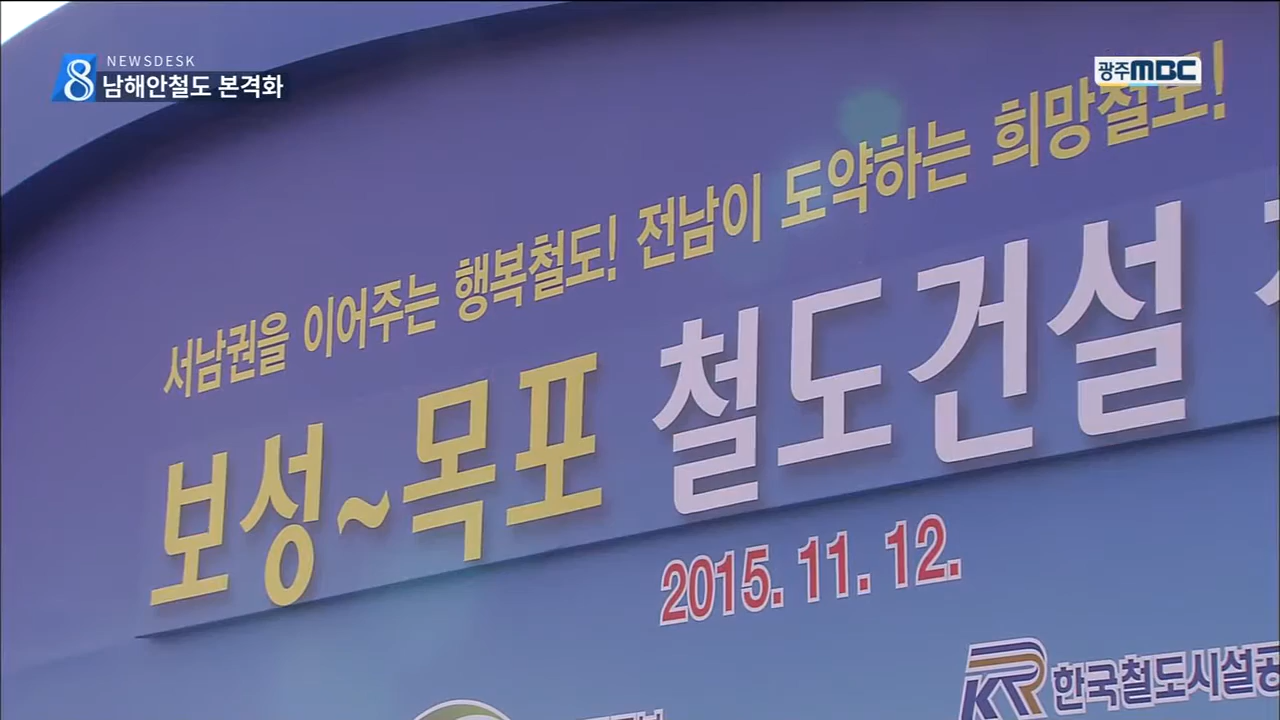 NEWSDESK
8 남해안철도 본격화
광주MBC
서남권을 이어주는 행복철도! 전남이 도약하는 희망철도!
보성~목포 철도건설
2015. 11. 12.
KR 한국철도시설공